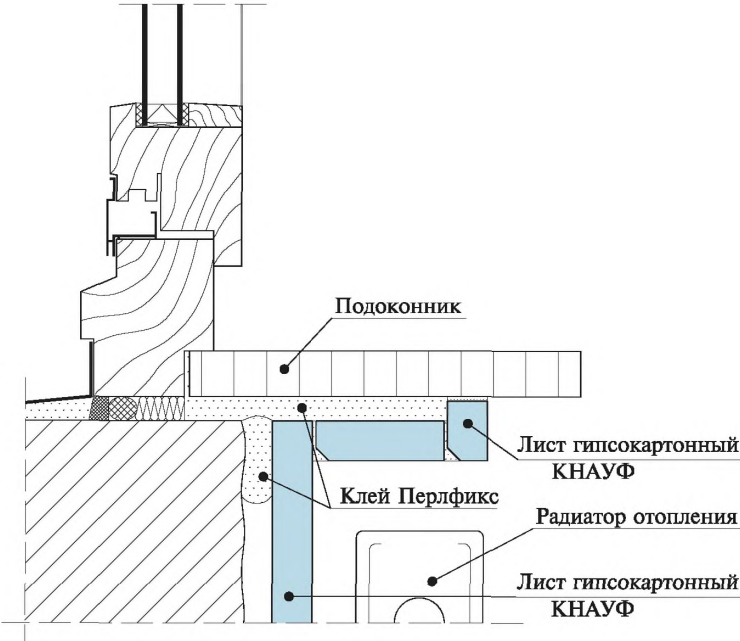 Подоконник
Лист гипсокартонный
КНАУФ
Клей Перлфикс
Радиатор отопления
Лист гипсокартонный
КНАУФ